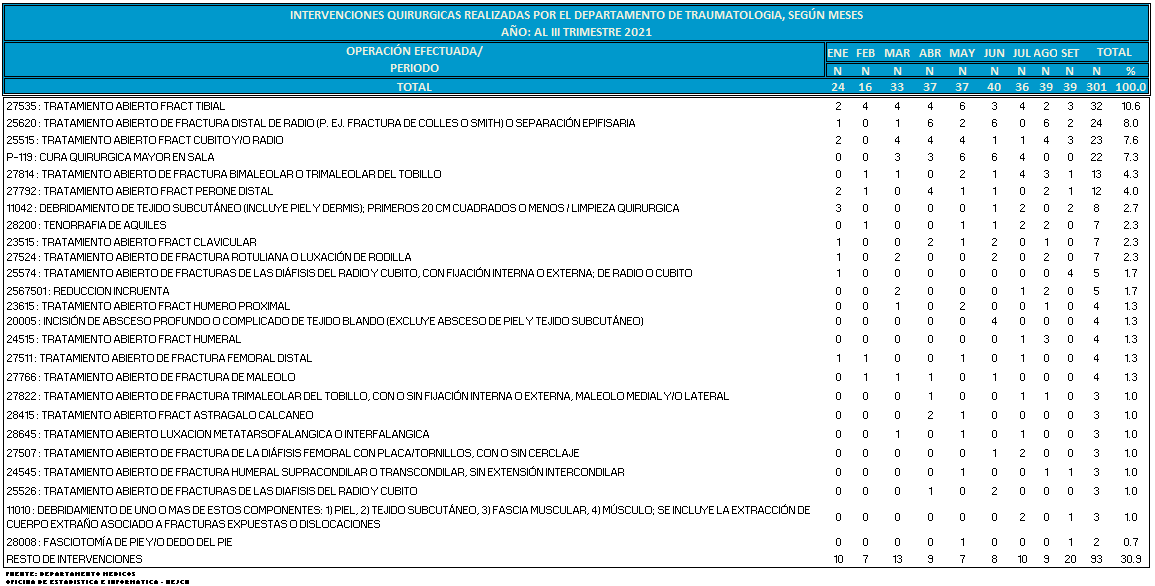 INTERVENCIONES QUIRURGICAS REALIZADAS POR EL DEPARTAMENTO DE TRAUMATOLOGIA, SEGÚN MESES
AÑO: AL III TRIMESTRE 2021
OPERACIÓN EFECTUADA/ PERIODO ENE FEB MAR ABR MAY JUN JUL AGO SET TOTAL
N N N N N N N N N N %
TOTAL 24 16 33 37 37 40 36 39 39 301 100.0
27535 : TRATAMIENTO ABIERTO FRACT TIBIAL 2 4 4 4 6 3 4 2 3 32 10.6
25620 : TRATAMIENTO ABIERTO DE FRACTURA DISTAL DE RADIO (P. EJ. FRACTURA DE COLLES O SMITH) O SEPARACIÓN EPIFISARIA 1 0 1 6 2 6 0 6 2 24 8.0
25515 : TRATAMIENTO ABIERTO FRACT CUBITO Y/O RADIO 2 0 4 4 4 1 1 4 3 23 7.6
P-119 : CURA QUIRURGICA MAYOR EN SALA 0 0 3 3 6 6 4 0 0 22 7.3
27814 : TRATAMIENTO ABIERTO DE FRACTURA BIMALEOLAR O TRIMALEOLAR DEL TOBILLO 0 1 1 0 2 1 4 3 1 13 4.3
27792 : TRATAMIENTO ABIERTO FRACT PERONE DISTAL 2 1 0 4 1 1 0 2 1 12 4.0
11042 : DEBRIDAMIENTO DE TEJIDO SUBCUTÁNEO (INCLUYE PIEL Y DERMIS); PRIMEROS 20 CM CUADRADOS O MENOS / LIMPIEZA QUIRURGICA 3 0 0 0 0 1 2 0 2 8 2.7
28200 : TENORRAFIA DE AQUILES 0 1 0 0 1 1 2 2 0 7 2.3
23515 : TRATAMIENTO ABIERTO FRACT CLAVICULAR 1 0 0 2 1 2 0 1 0 7 2.3
27524 : TRATAMIENTO ABIERTO DE FRACTURA ROTULIANA O LUXACIÓN DE RODILLA 1 0 2 0 0 2 0 2 0 7 2.3
25574 : TRATAMIENTO ABIERTO DE FRACTURAS DE LAS DIÁFISIS DEL RADIO Y CUBITO, CON FIJACIÓN INTERNA O EXTERNA; DE RADIO O CUBITO 1 0 0 0 0 0 0 0 4 5 1.7
2567501 : REDUCCION INCRUENTA 0 0 2 0 0 0 1 2 0 5 1.7
23615 : TRATAMIENTO ABIERTO FRACT HUMERO PROXIMAL 0 0 1 0 2 0 0 1 0 4 1.3
20005 : INCISIÓN DE ABSCESO PROFUNDO O COMPLICADO DE TEJIDO BLANDO (EXCLUYE ABSCESO DE PIEL Y TEJIDO SUBCUTÁNEO) 0 0 0 0 0 4 0 0 0 4 1.3
24515 : TRATAMIENTO ABIERTO FRACT HUMERAL 0 0 0 0 0 0 1 3 0 4 1.3
27511 : TRATAMIENTO ABIERTO DE FRACTURA FEMORAL DISTAL 1 1 0 0 1 0 1 0 0 4 1.3
27766 : TRATAMIENTO ABIERTO DE FRACTURA DE MALEOLO 0 1 1 1 0 1 0 0 0 4 1.3
27822 : TRATAMIENTO ABIERTO DE FRACTURA TRIMALEOLAR DEL TOBILLO, CON O SIN FIJACIÓN INTERNA O EXTERNA, MALEOLO MEDIAL Y/O LATERAL 0 0 0 1 0 0 1 1 0 3 1.0
28415 : TRATAMIENTO ABIERTO FRACT ASTRAGALO CALCANEO 0 0 0 2 1 0 0 0 0 3 1.0
28645 : TRATAMIENTO ABIERTO LUXACION METATARSOFALANGICA O INTERFALANGICA 0 0 1 0 1 0 1 0 0 3 1.0
27507 : TRATAMIENTO ABIERTO DE FRACTURA DE LA DIÁFISIS FEMORAL CON PLACA/TORNILLOS, CON O SIN CERCLAJE 0 0 0 0 0 1 2 0 0 3 1.0
24545 : TRATAMIENTO ABIERTO DE FRACTURA HUMERAL SUPRACONDILAR O TRANSCONDILAR, SIN EXTENSIÓN INTERCONDILAR 0 0 0 0 1 0 0 1 1 3 1.0
25526 : TRATAMIENTO ABIERTO DE FRACTURAS DE LAS DIAFISIS DEL RADIO Y CUBITO 0 0 0 1 0 2 0 0 0 3 1.0
11010 : DEBRIDAMIENTO DE UNO O MAS DE ESTOS COMPONENTES: 1) PIEL, 2) TEJIDO SUBCUTÁNEO, 3) FASCIA MUSCULAR, 4) MÚSCULO; SE INCLUYE LA EXTRACCIÓN DE
CUERPO EXTRAÑO ASOCIADO A FRACTURAS EXPUESTAS O DISLOCACIONES 0 0 0 0 0 0 2 0 1 3 1.0
28008 : FASCIOTOMÍA DE PIE Y/O DEDO DEL PIE 0 0 0 0 1 0 0 0 1 2 0.7
RESTO DE INTERVENCIONES 10 7 13 9 7 8 10 9 20 93 30.9
FUENTE: DEPARTAMENTO MEDICOS
OFICINA DE ESTADISTICA E INFORMATICA - HEJCU